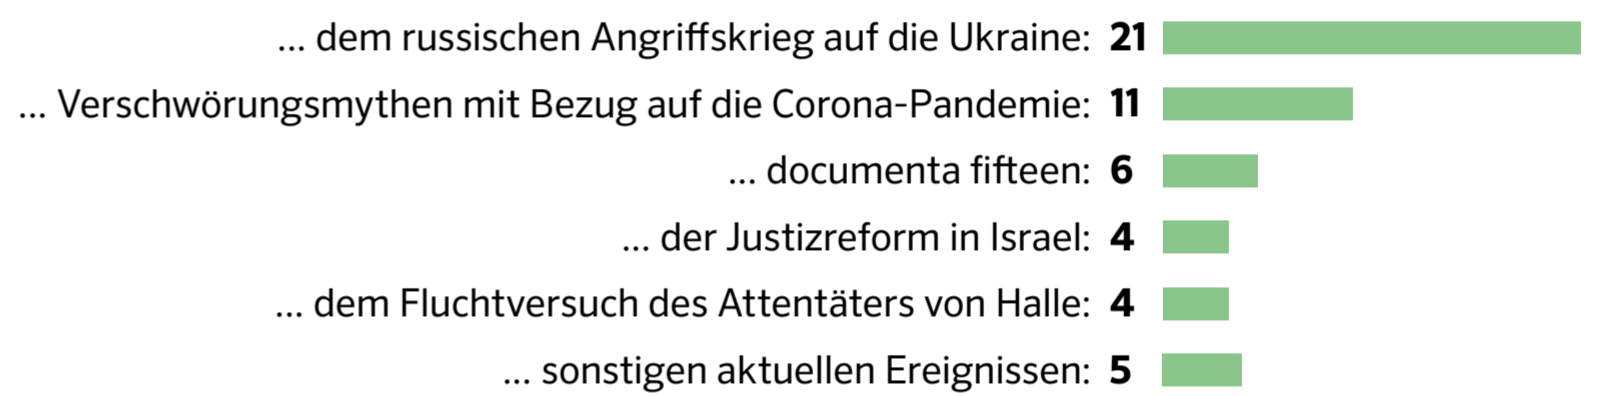 ... dem russischen Angriffskrieg auf die Ukraine: 21
... Verschwörungsmythen mit Bezug auf die Corona-Pandemie: 11
... documenta fifteen: 6
... der Justizreform in Israel: 4
... dem Fluchtversuch des Attentäters von Halle: 4
... sonstigen aktuellen Ereignissen: 5